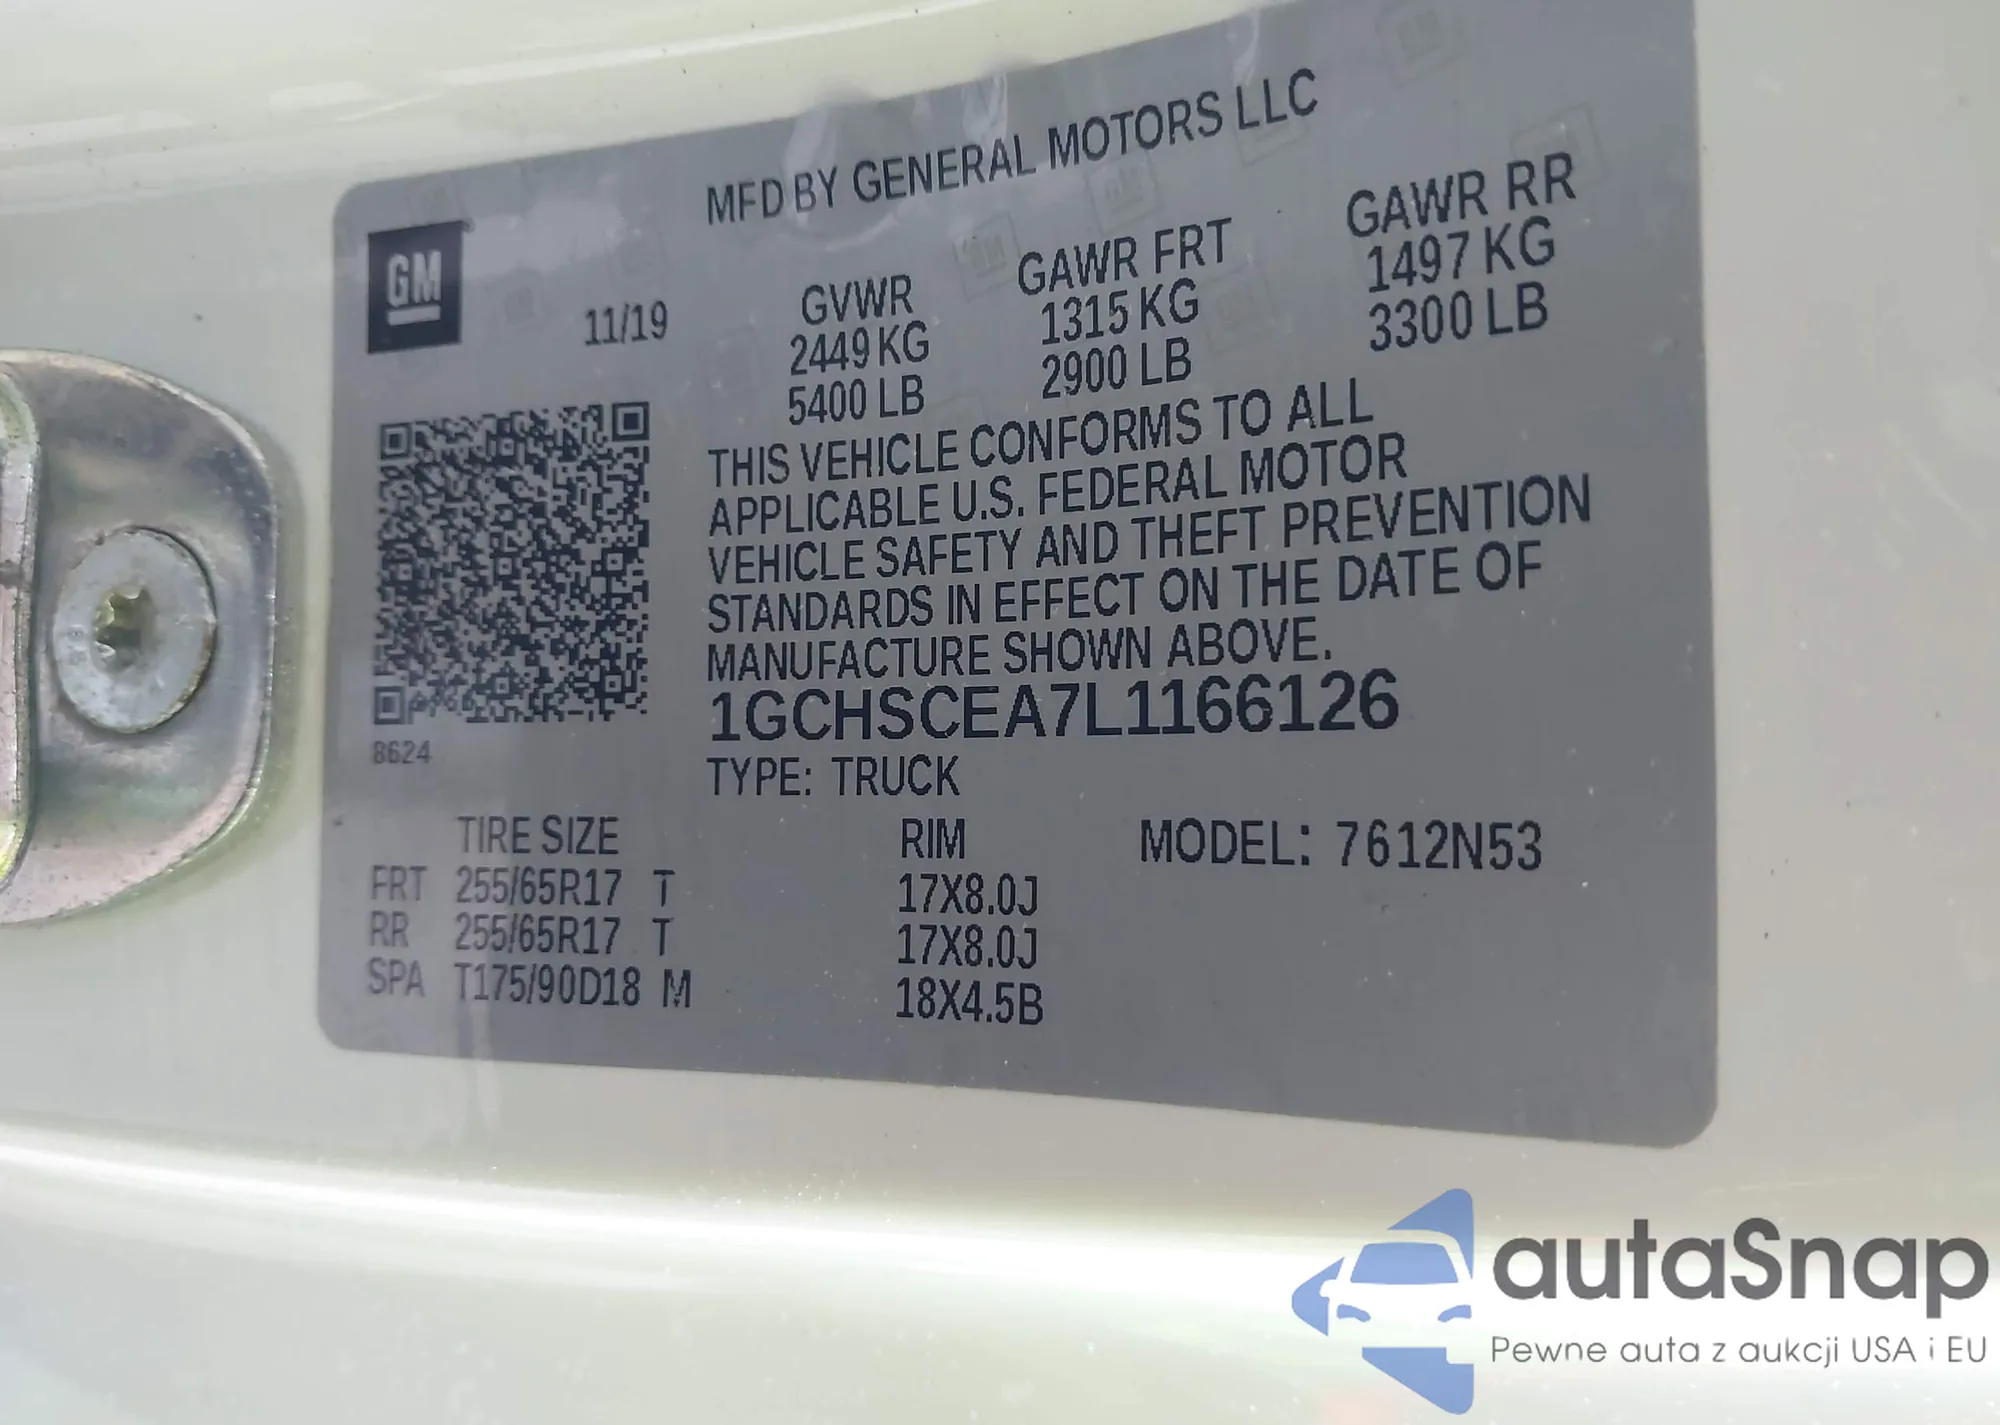 MFD BY GENERAL MOTORS LLC
GM
11/19
GVWR
2449 KG
5400 LB
GAWR FRT
1315 KG
2900 LB
GAWR RR
1497 KG
3300 LB
THIS VEHICLE CONFORMS TO ALL
APPLICABLE U.S. FEDERAL MOTOR
VEHICLE SAFETY AND THEFT PREVENTION
STANDARDS IN EFFECT ON THE DATE OF
MANUFACTURE SHOWN ABOVE.
1GCHSCEA7L1166126
8624
TYPE: TRUCK
TIRE SIZE RIM MODEL: 7612N53
FRT 255/65R17 T 17X8.0J
RR 255/65R17 T 17X8.0J
SPA T175/90D18 M 18X4.5B
autaSnap
Pewne auta z aukcji USA i EU